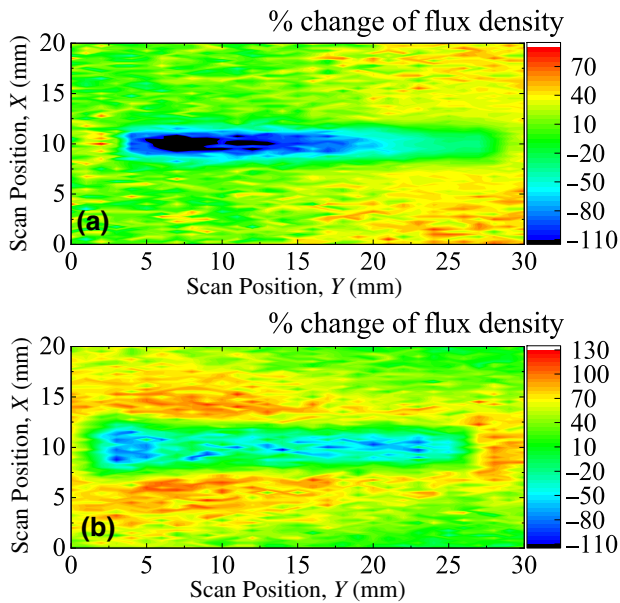 % change of flux density
20
15
10
5
0
Scan Position, X (mm)
(a)
0 5 10 15 20 25 30
Scan Position, Y (mm)
70
40
10
−20
−50
−80
−110
% change of flux density
20
15
10
5
0
Scan Position, X (mm)
(b)
0 5 10 15 20 25 30
Scan Position, Y (mm)
130
100
70
40
10
−20
−50
−80
−110